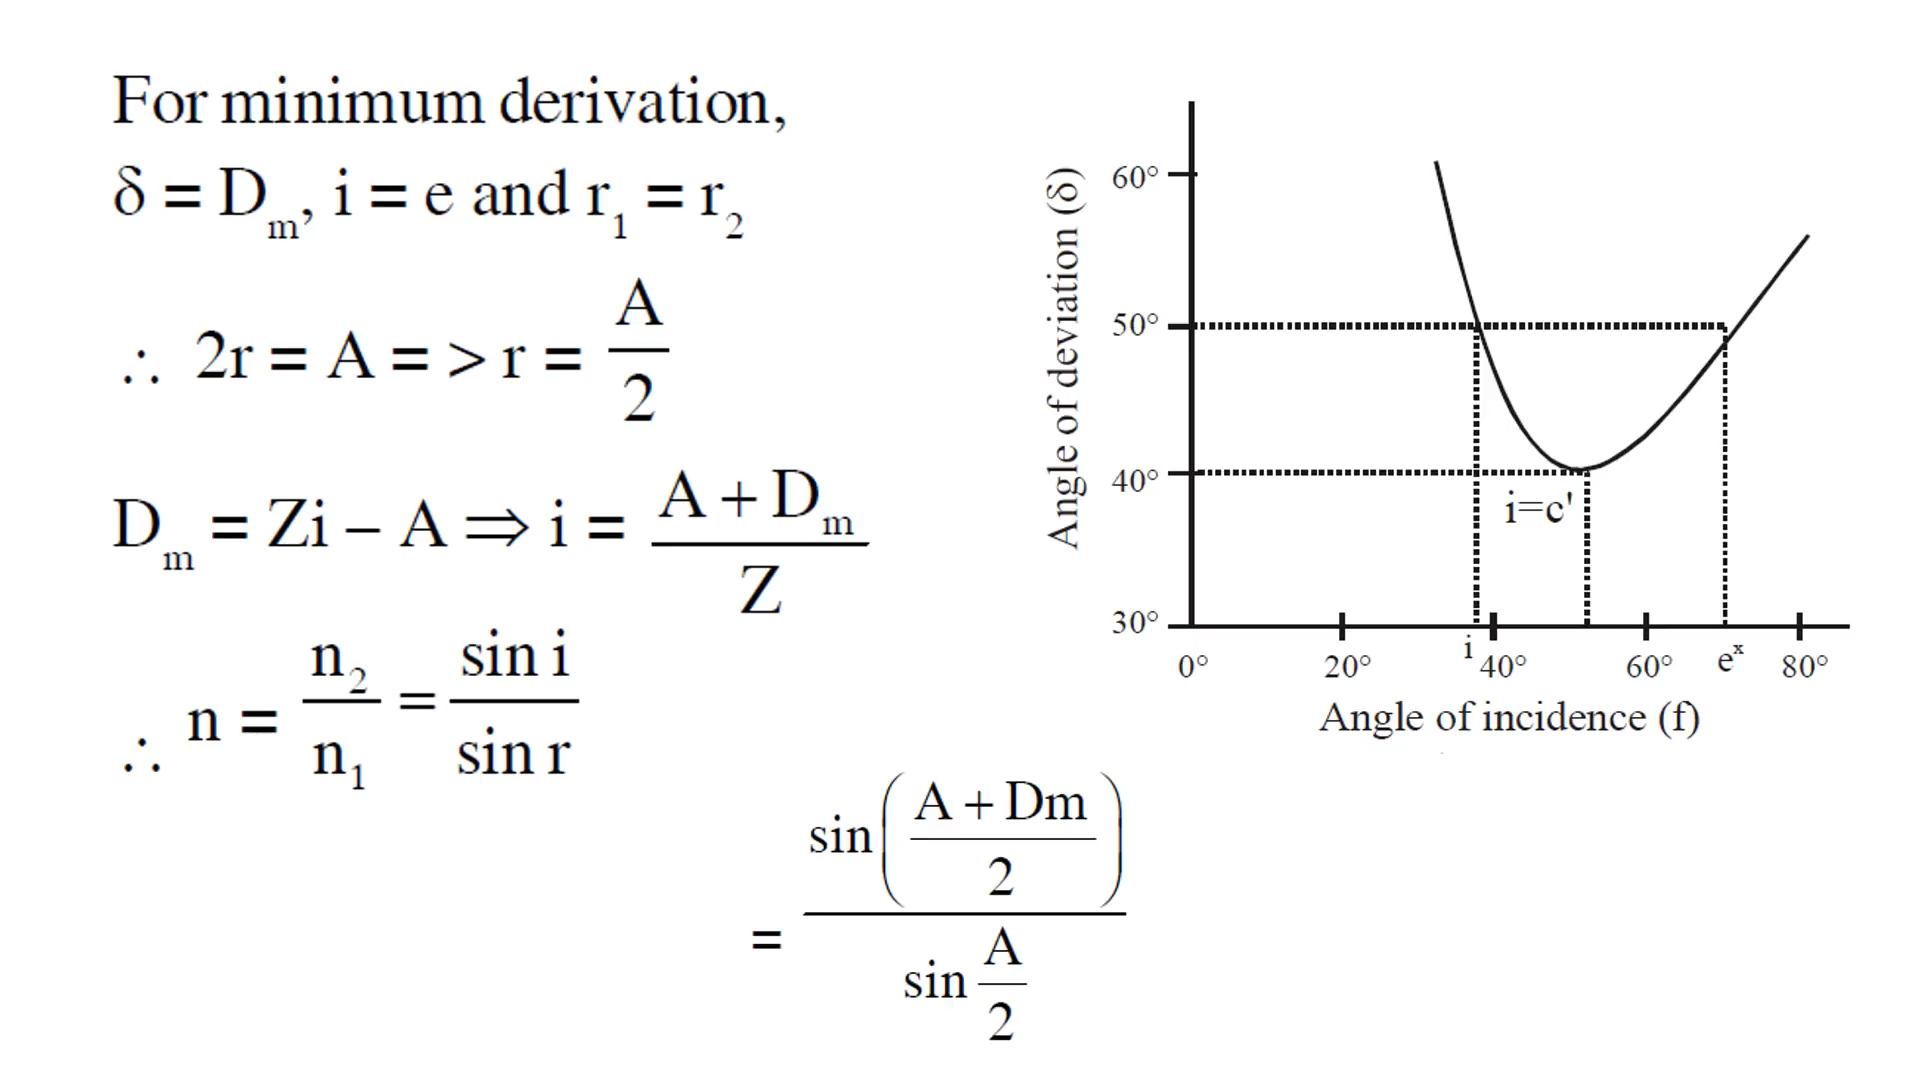 For minimum derivation,
δ = Dₘ, i = e and r₁ = r₂
∴ 2r = A = > r = A/2
Dₘ = Zi – A ⇒ i = (A + Dₘ)/Z
∴ n = n₂/n₁ = sin i/sin r
= sin((A + Dm)/2)/sin A/2
Angle of deviation (δ)
60°
50°
40°
30°
i=c'
0°
20°
i
40°
60°
eˣ
80°
Angle of incidence (f)